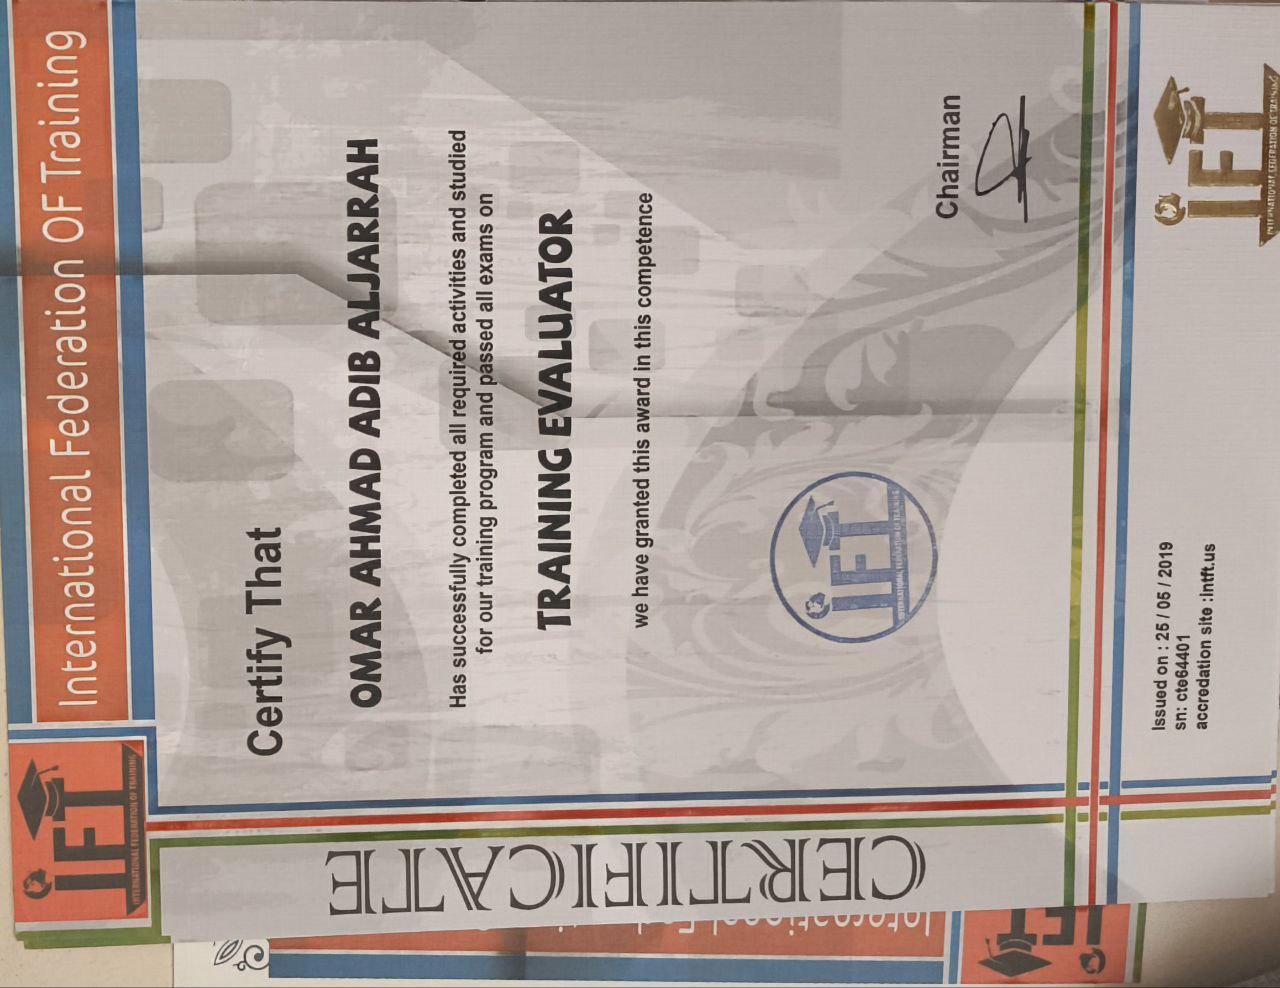 IFT
INTERNATIONAL FEDERATION OF TRAINING
International Federation OF Training
CERTIFICATE
Certify That
OMAR AHMAD ADIB ALJARRAH
Has successfully completed all required activities and studied
for our training program and passed all exams on
TRAINING EVALUATOR
we have granted this award in this competence
IFT
INTERNATIONAL FEDERATION OF TRAINING
Chairman
Issued on : 25 / 05 / 2019
sn: cte64401
accredation site :intft.us
IFT
INTERNATIONAL FEDERATION OF TRAINING
International
IFT